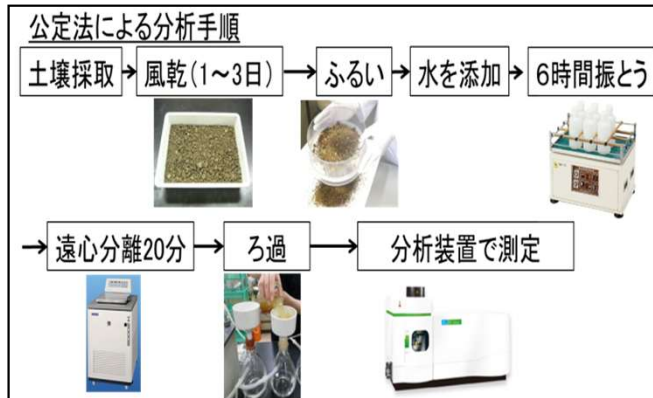 公定法による分析手順
土壌採取→風乾(1～3日)→ふるい→水を添加→6時間振とう
→遠心分離20分→ろ過→分析装置で測定